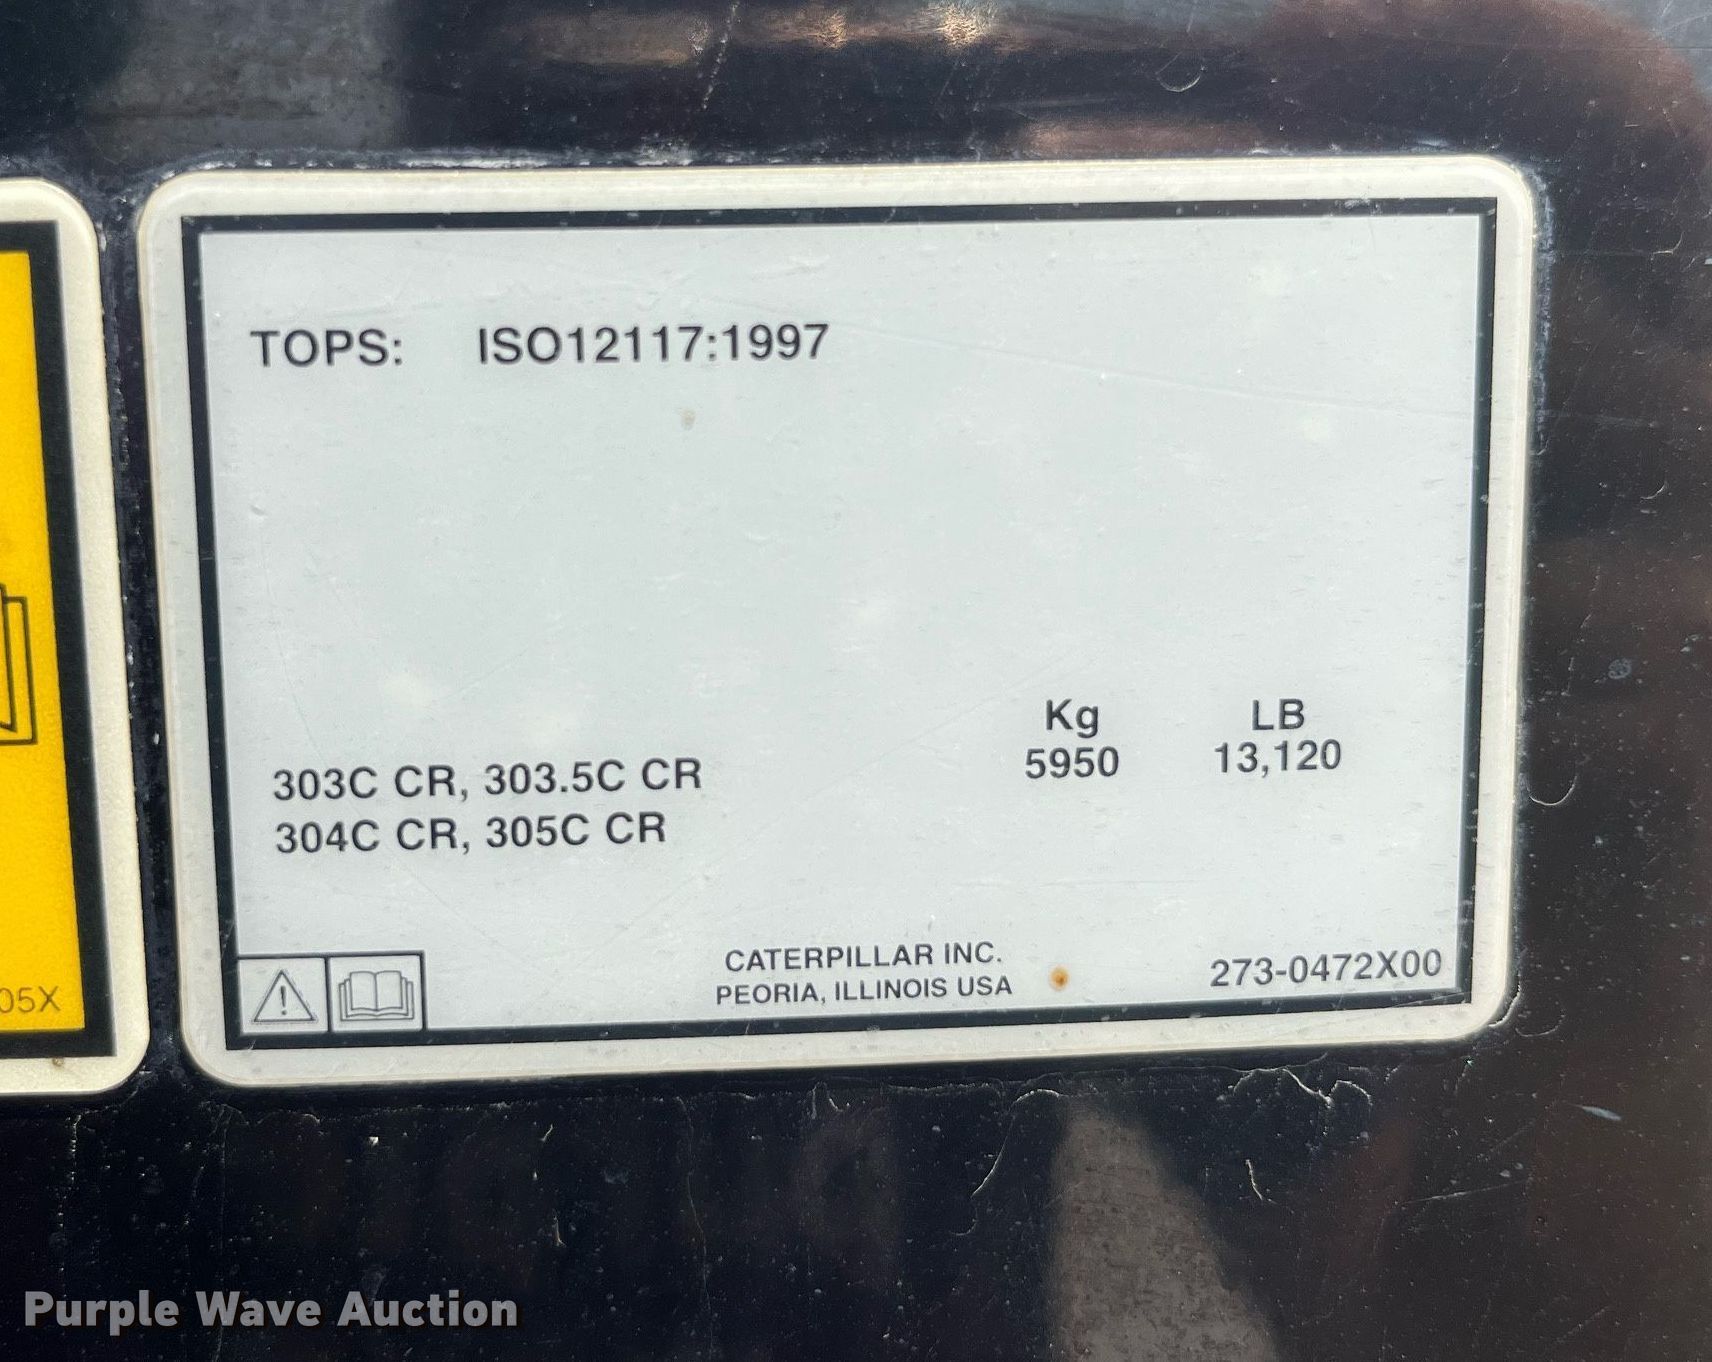 TOPS: ISO12117:1997
Kg LB
5950 13,120
303C CR, 303.5C CR
304C CR, 305C CR
CATERPILLAR INC.
PEORIA, ILLINOIS USA
273-0472X00
05X
Purple Wave Auction